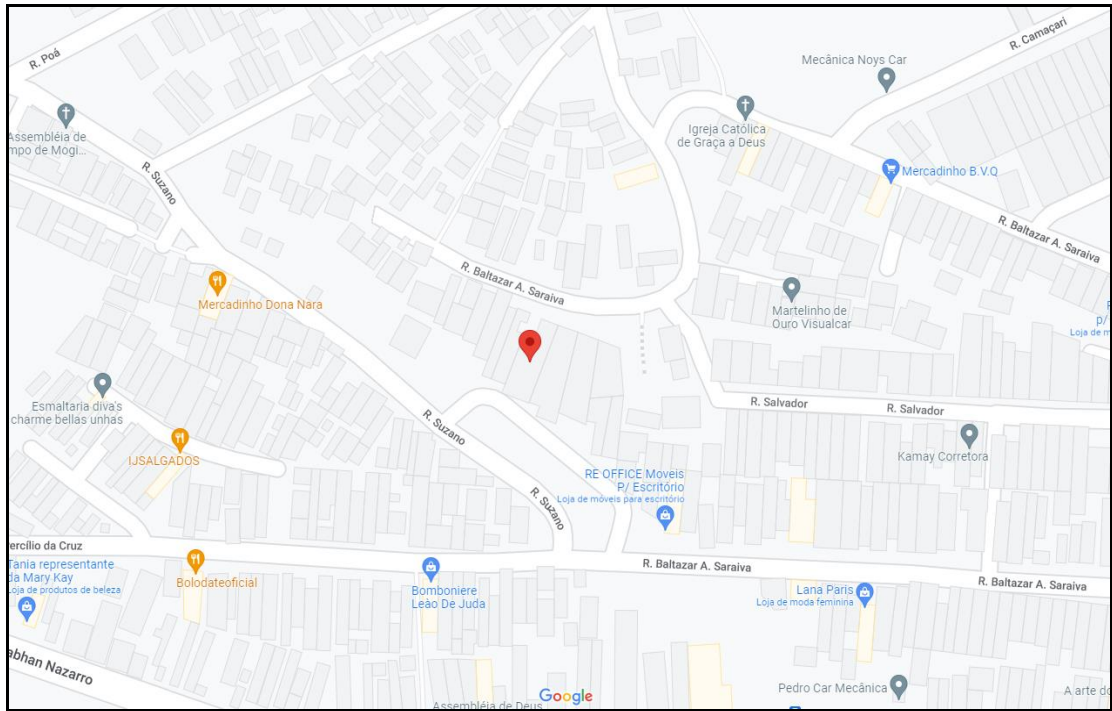 R. Poá
R. Camaçari
Mecânica Noys Car
Assembléia de
mpo de Mogi...
Igreja Católica
de Graça a Deus
R. Suzano
Mercadinho B.V.Q
R. Baltazar A. Saraiva
R. Baltazar A. Saraiva
Mercadinho Dona Nara
Martelinho de
Ouro Visualcar
p/
Loja de m
Esmaltaria diva's
charme bellas unhas
R. Suzano
R. Salvador
R. Salvador
IJSALGADOS
Kamay Corretora
RE OFFICE Moveis
P/ Escritório
Loja de móveis para escritório
R. Suzano
ercílio da Cruz
R. Baltazar A. Saraiva
R. Baltazar A. Saraiva
Tania representante
da Mary Kay
Loja de produtos de beleza
Bolodateoficial
Bomboniere
Leão De Juda
Lana Paris
Loja de moda feminina
abhan Nazarro
Pedro Car Mecânica
A arte do
Google
Assembléia de Deus